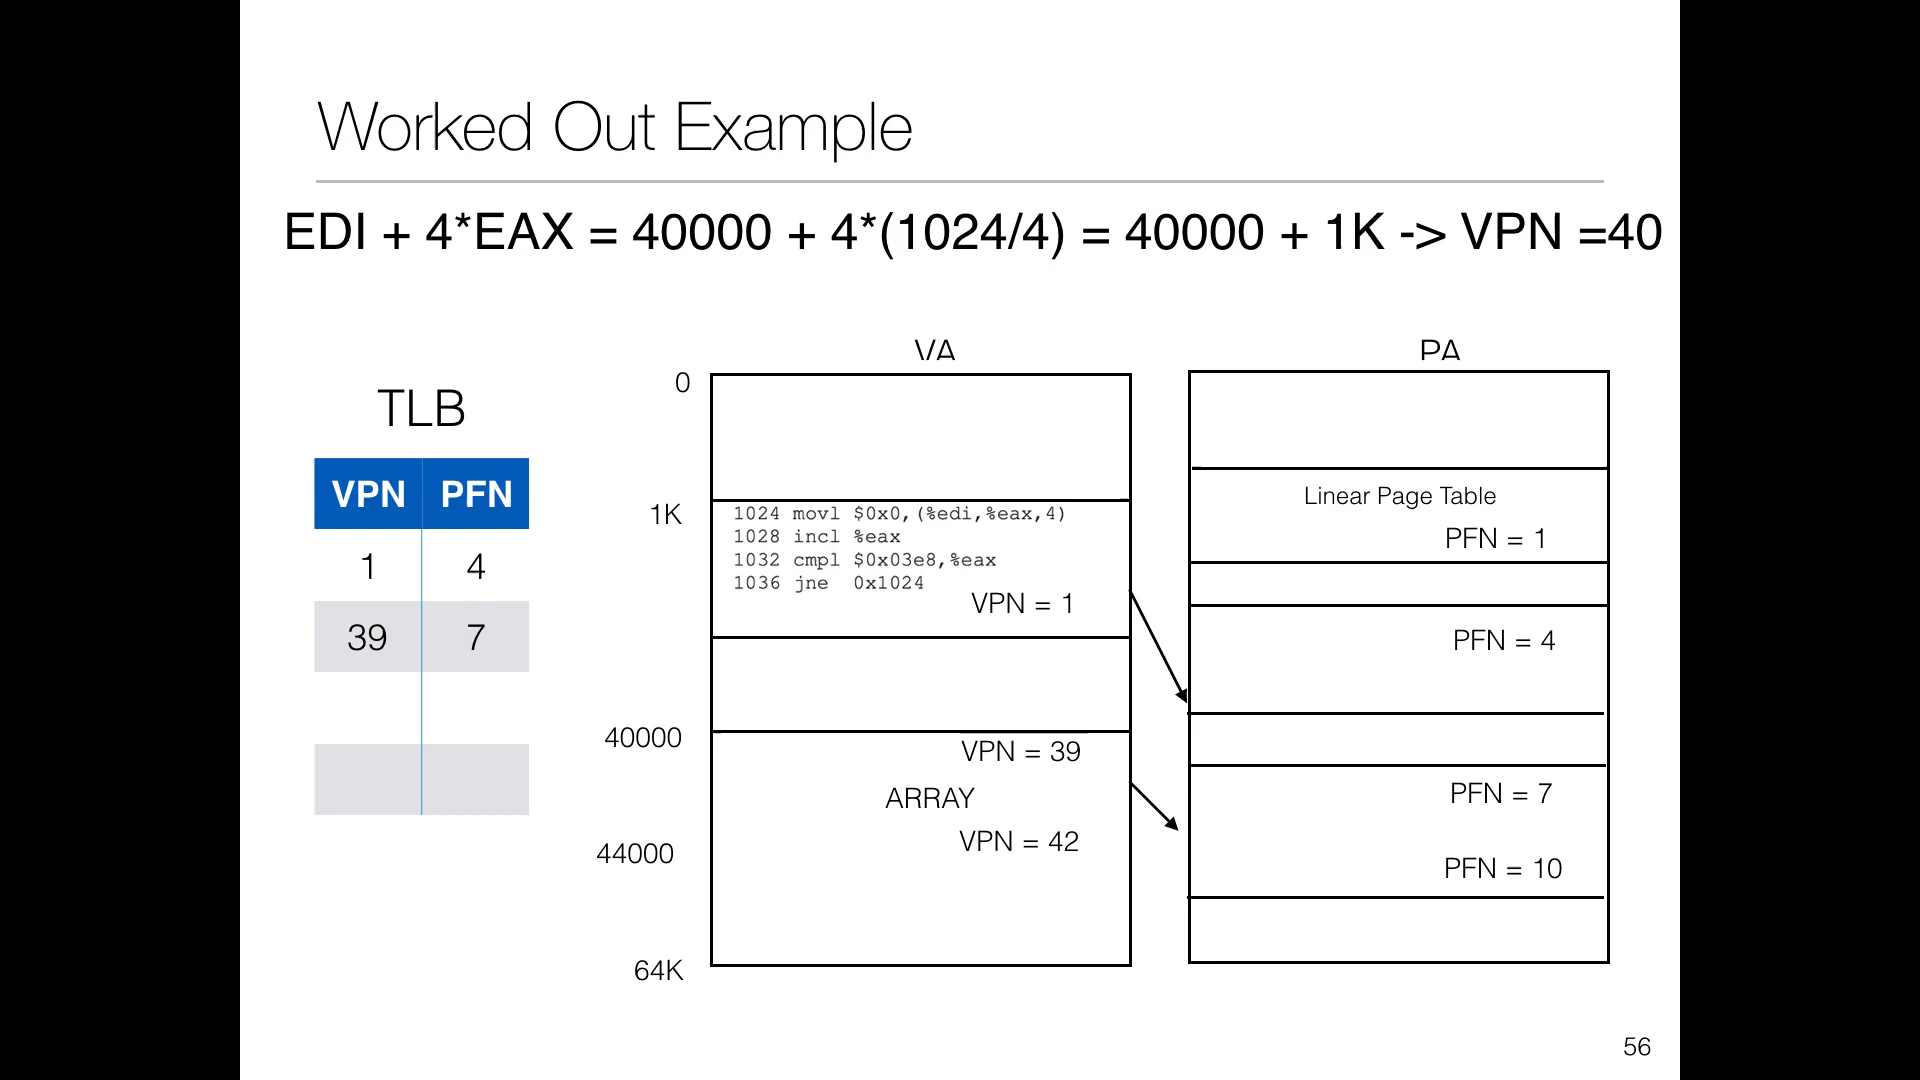 Worked Out Example
EDI + 4*EAX = 40000 + 4*(1024/4) = 40000 + 1K -> VPN =40
TLB
VPN PFN
1 4
39 7
VA
0
1K
1024 movl $0x0,(%edi,%eax,4)
1028 incl %eax
1032 cmpl $0x03e8,%eax
1036 jne 0x1024
VPN = 1
40000
VPN = 39
ARRAY
VPN = 42
44000
64K
PA
Linear Page Table
PFN = 1
PFN = 4
PFN = 7
PFN = 10
56